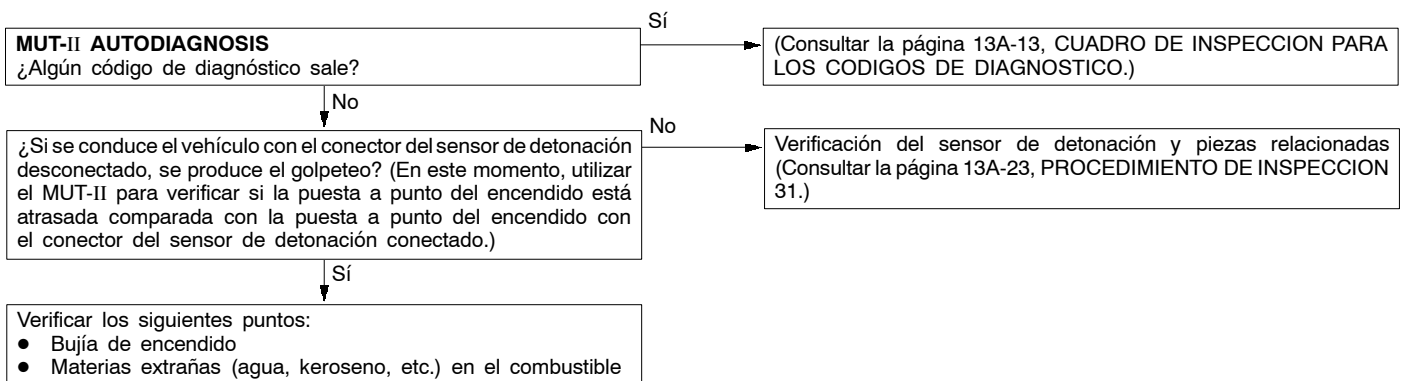 MUT-II AUTODIAGNOSIS
¿Algún código de diagnóstico sale?
Sí
(Consultar la página 13A-13, CUADRO DE INSPECCION PARA
LOS CODIGOS DE DIAGNOSTICO.)
No
¿Si se conduce el vehículo con el conector del sensor de detonación
desconectado, se produce el golpeteo? (En este momento, utilizar
el MUT-II para verificar si la puesta a punto del encendido está
atrasada comparada con la puesta a punto del encendido con
el conector del sensor de detonación conectado.)
No
Verificación del sensor de detonación y piezas relacionadas
(Consultar la página 13A-23, PROCEDIMIENTO DE INSPECCION
31.)
Sí
Verificar los siguientes puntos:
● Bujía de encendido
● Materias extrañas (agua, keroseno, etc.) en el combustible